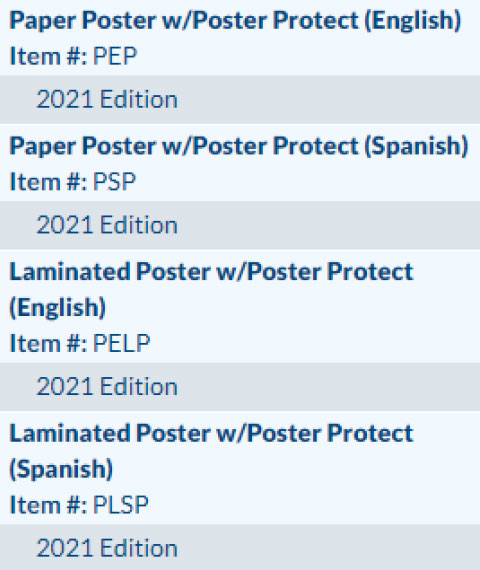 Paper Poster w/Poster Protect (English)
Item #: PEP
2021 Edition
Paper Poster w/Poster Protect (Spanish)
Item #: PSP
2021 Edition
Laminated Poster w/Poster Protect
(English)
Item #: PELP
2021 Edition
Laminated Poster w/Poster Protect
(Spanish)
Item #: PLSP
2021 Edition